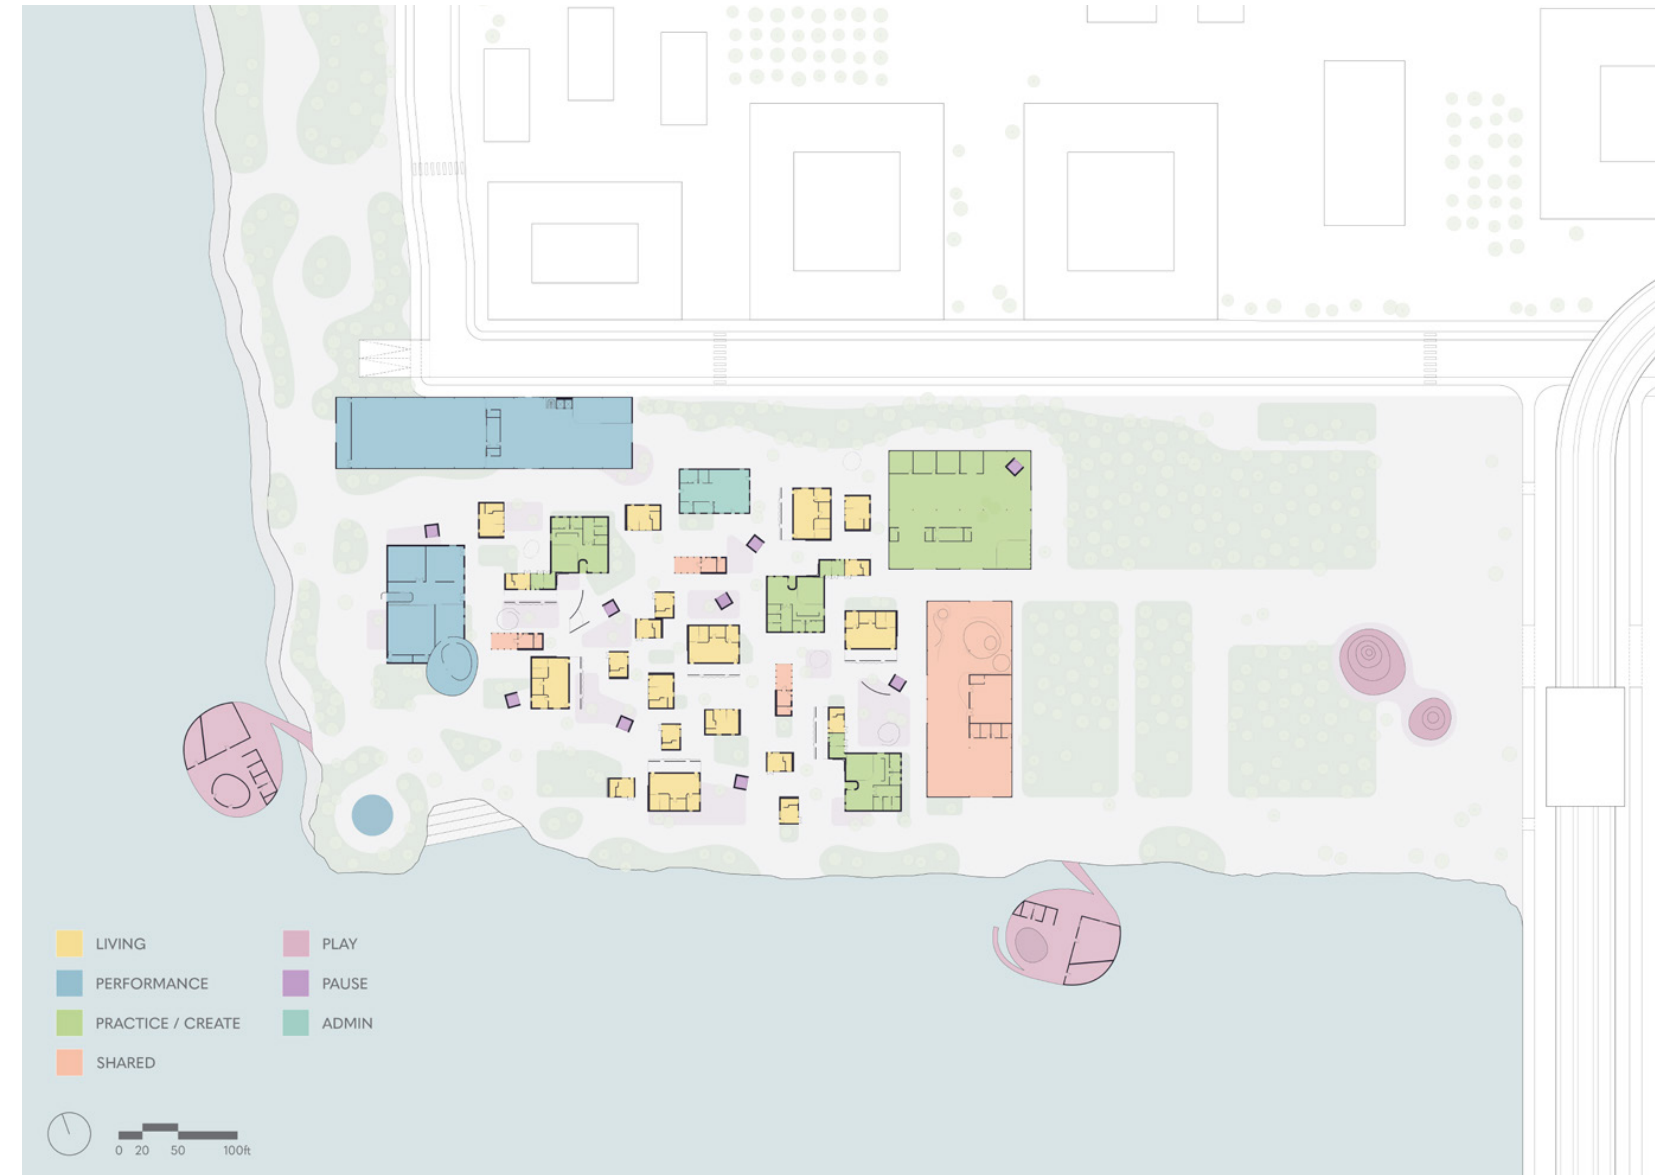 LIVING
PERFORMANCE
PRACTICE / CREATE
SHARED
PLAY
PAUSE
ADMIN
0 20 50 100ft